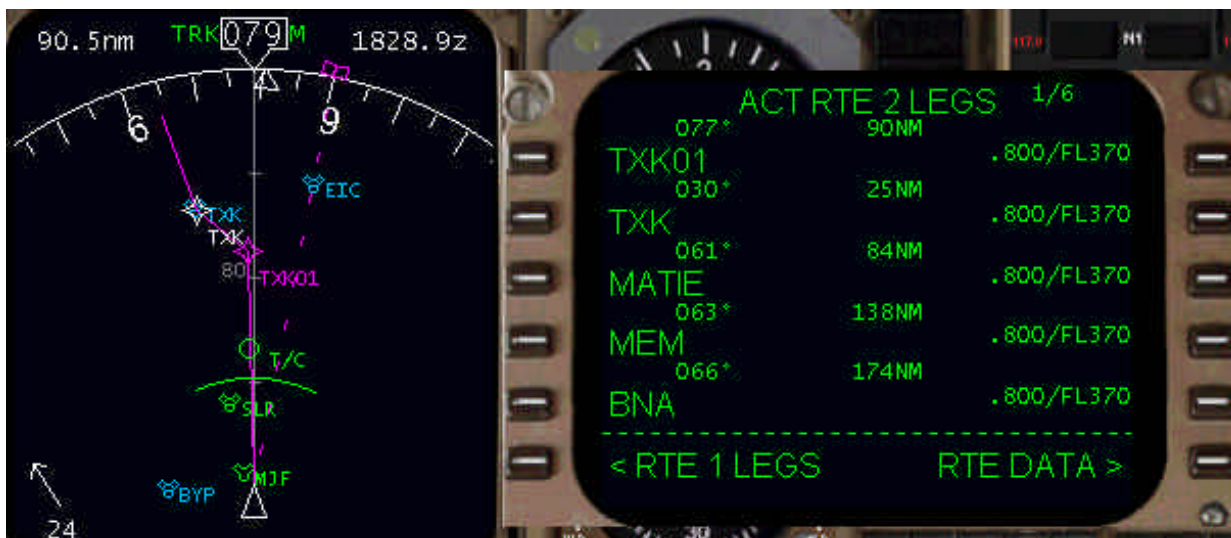 90.5nm TRK 079 M 1828.9z
6
9
EIC
TXK
TXK
80
TXK01
T/C
SLR
MJF
BYP
24
N1
ACT RTE 2 LEGS 1/6
077° 90NM
TXK01 .800/FL370
030° 25NM
TXK .800/FL370
061° 84NM
MATIE .800/FL370
063° 138NM
MEM .800/FL370
066° 174NM
BNA .800/FL370
< RTE 1 LEGS RTE DATA >
30